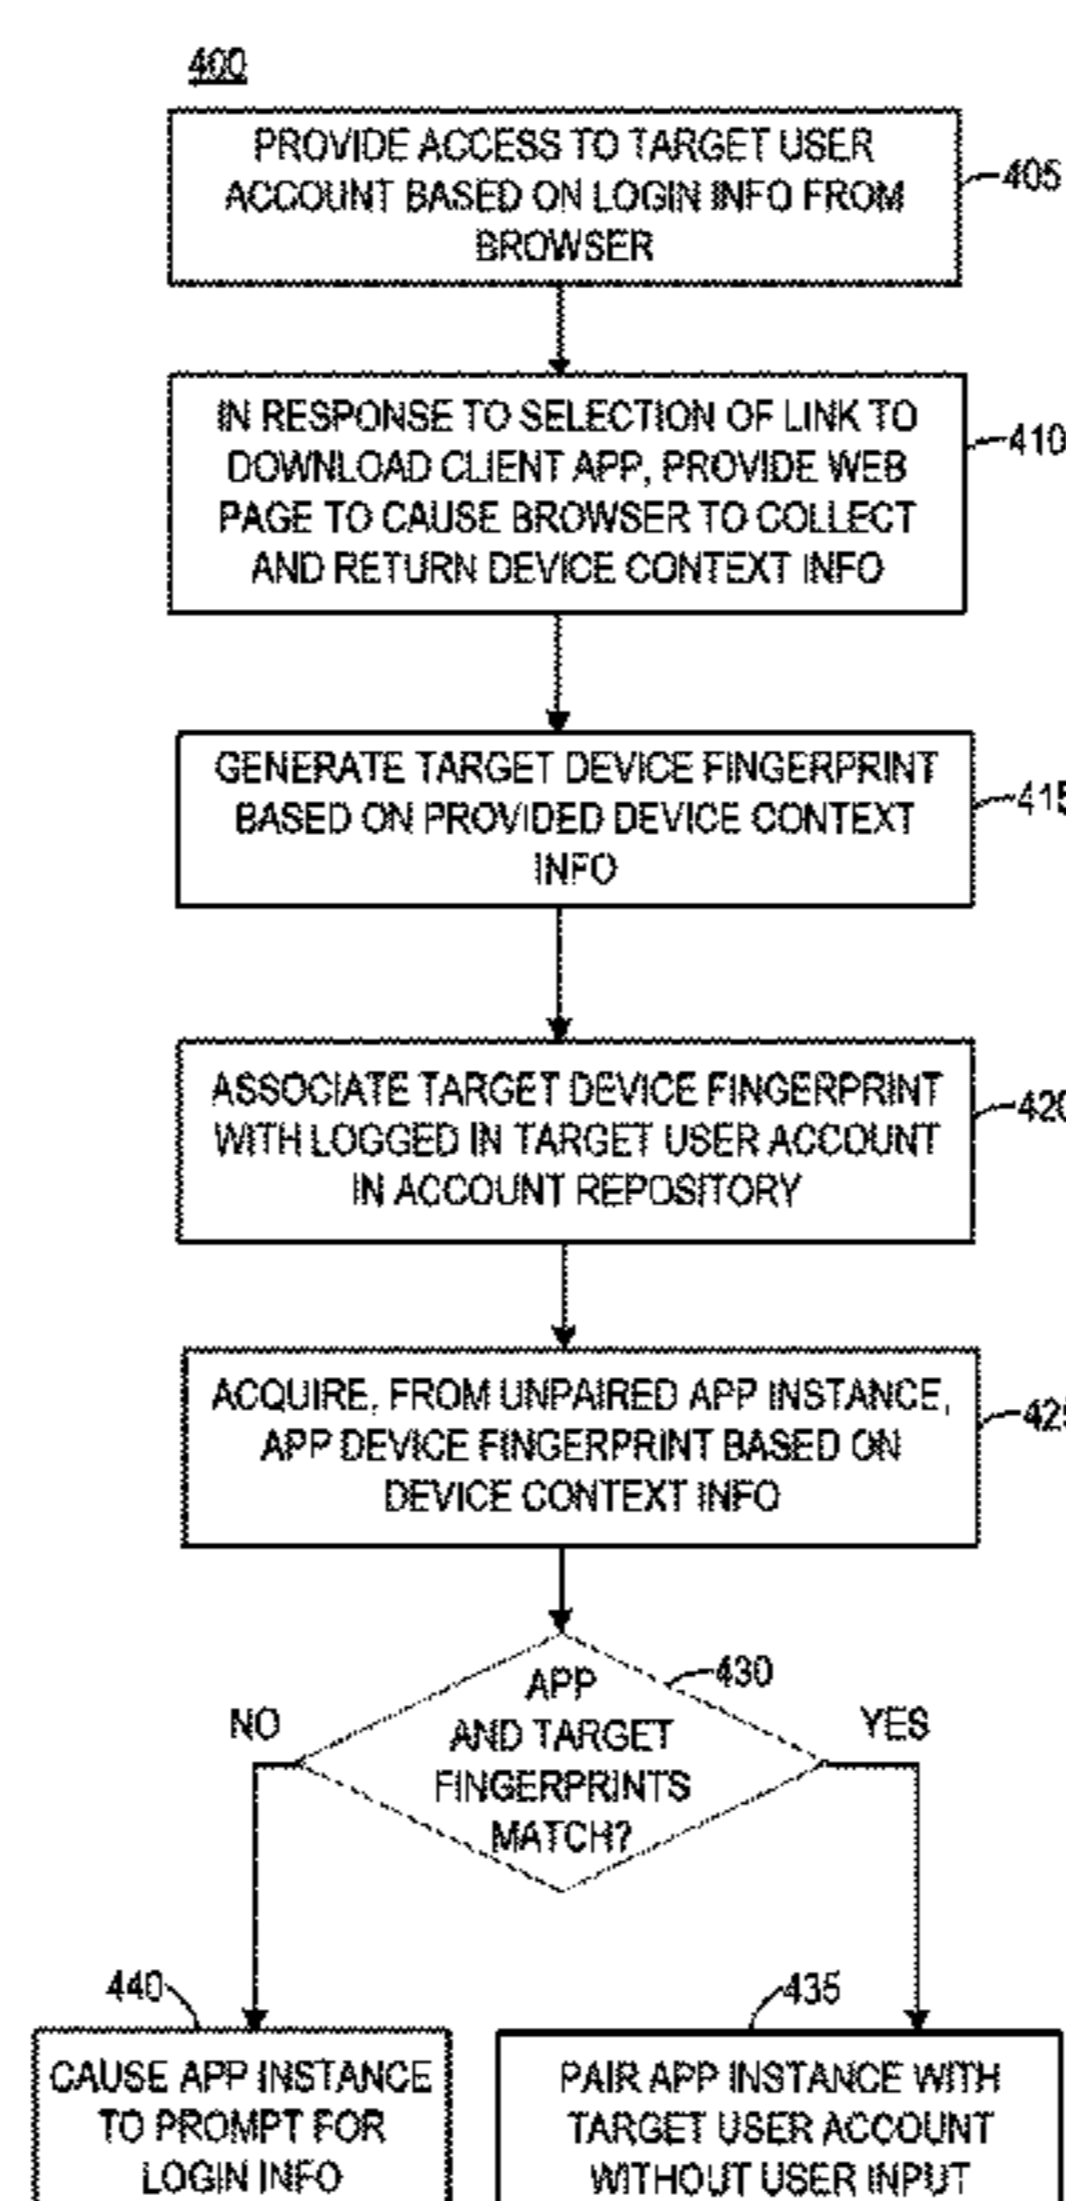 400
PROVIDE ACCESS TO TARGET USER
ACCOUNT BASED ON LOGIN INFO FROM
BROWSER
405
IN RESPONSE TO SELECTION OF LINK TO
DOWNLOAD CLIENT APP, PROVIDE WEB
PAGE TO CAUSE BROWSER TO COLLECT
AND RETURN DEVICE CONTEXT INFO
410
GENERATE TARGET DEVICE FINGERPRINT
BASED ON PROVIDED DEVICE CONTEXT
INFO
415
ASSOCIATE TARGET DEVICE FINGERPRINT
WITH LOGGED IN TARGET USER ACCOUNT
IN ACCOUNT REPOSITORY
420
ACQUIRE, FROM UNPAIRED APP INSTANCE,
APP DEVICE FINGERPRINT BASED ON
DEVICE CONTEXT INFO
425
APP
AND TARGET
FINGERPRINTS
MATCH?
430
NO
YES
440
CAUSE APP INSTANCE
TO PROMPT FOR
LOGIN INFO
435
PAIR APP INSTANCE WITH
TARGET USER ACCOUNT
WITHOUT USER INPUT